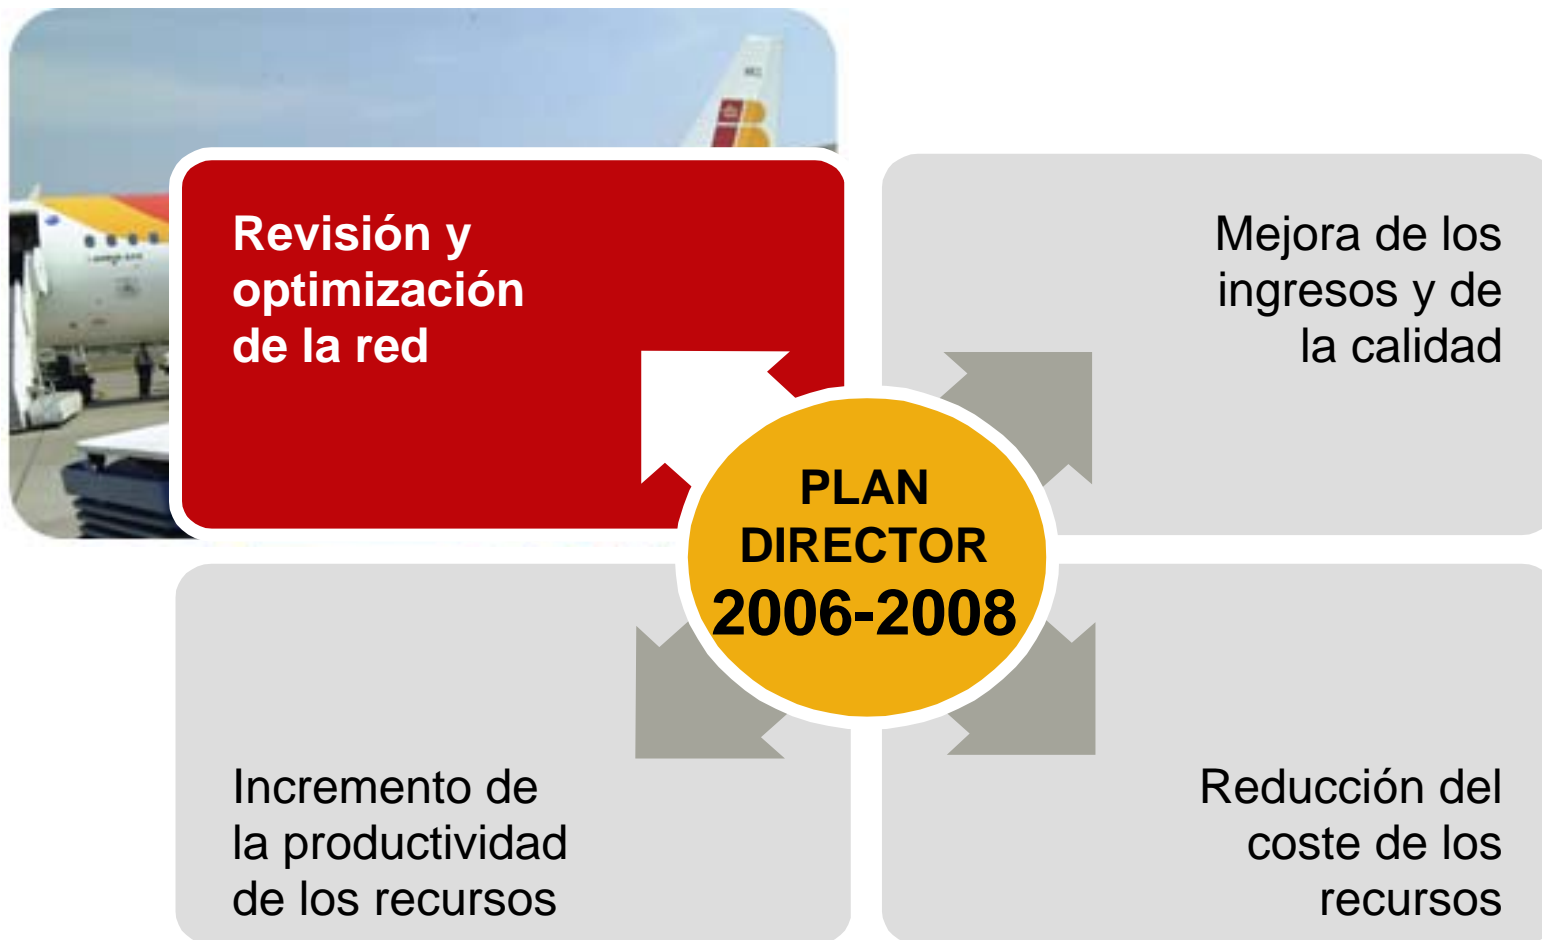 Revisión y
optimización
de la red
Mejora de los
ingresos y de
la calidad
PLAN
DIRECTOR
2006-2008
Incremento de
la productividad
de los recursos
Reducción del
coste de los
recursos